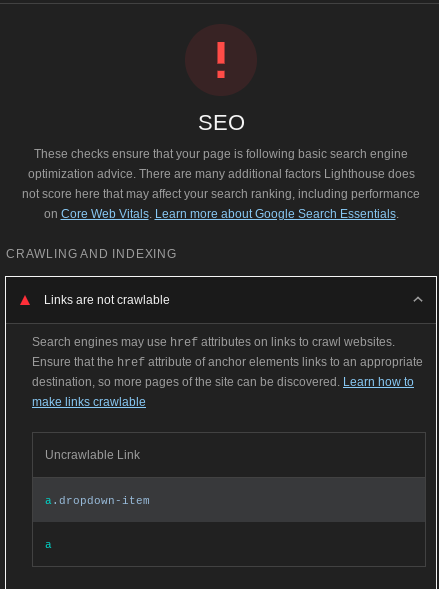 !
SEO
These checks ensure that your page is following basic search engine
optimization advice. There are many additional factors Lighthouse does
not score here that may affect your search ranking, including performance
on Core Web Vitals. Learn more about Google Search Essentials.
CRAWLING AND INDEXING
Links are not crawlable
Search engines may use href attributes on links to crawl websites.
Ensure that the href attribute of anchor elements links to an appropriate
destination, so more pages of the site can be discovered. Learn how to
make links crawlable
Uncrawlable Link
a.dropdown-item
a